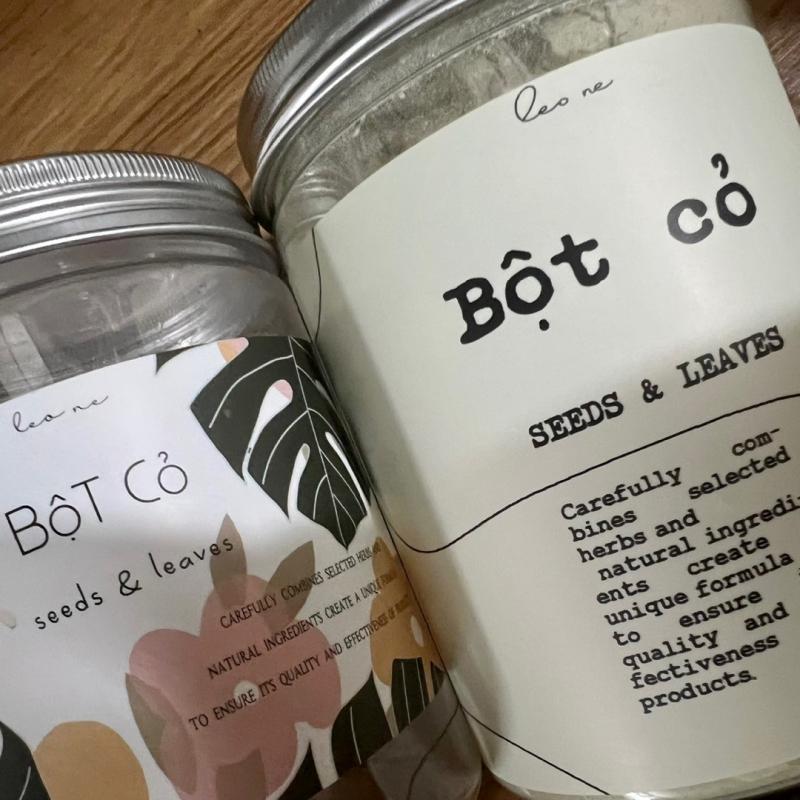 leo ne
BộT Cỏ
seeds & leaves
CAREFULLY COMBINES SELECTED HERBS AND
NATURAL INGREDIENTS CREATE A UNIQUE FORMULA
TO ENSURE ITS QUALITY AND EFFECTIVENESS OF
leo ne
Bột cỏ
SEEDS & LEAVES
Carefully com-
bines selected
herbs and
natural ingredi
ents create
unique formula
to ensure
quality and
fectiveness
products.